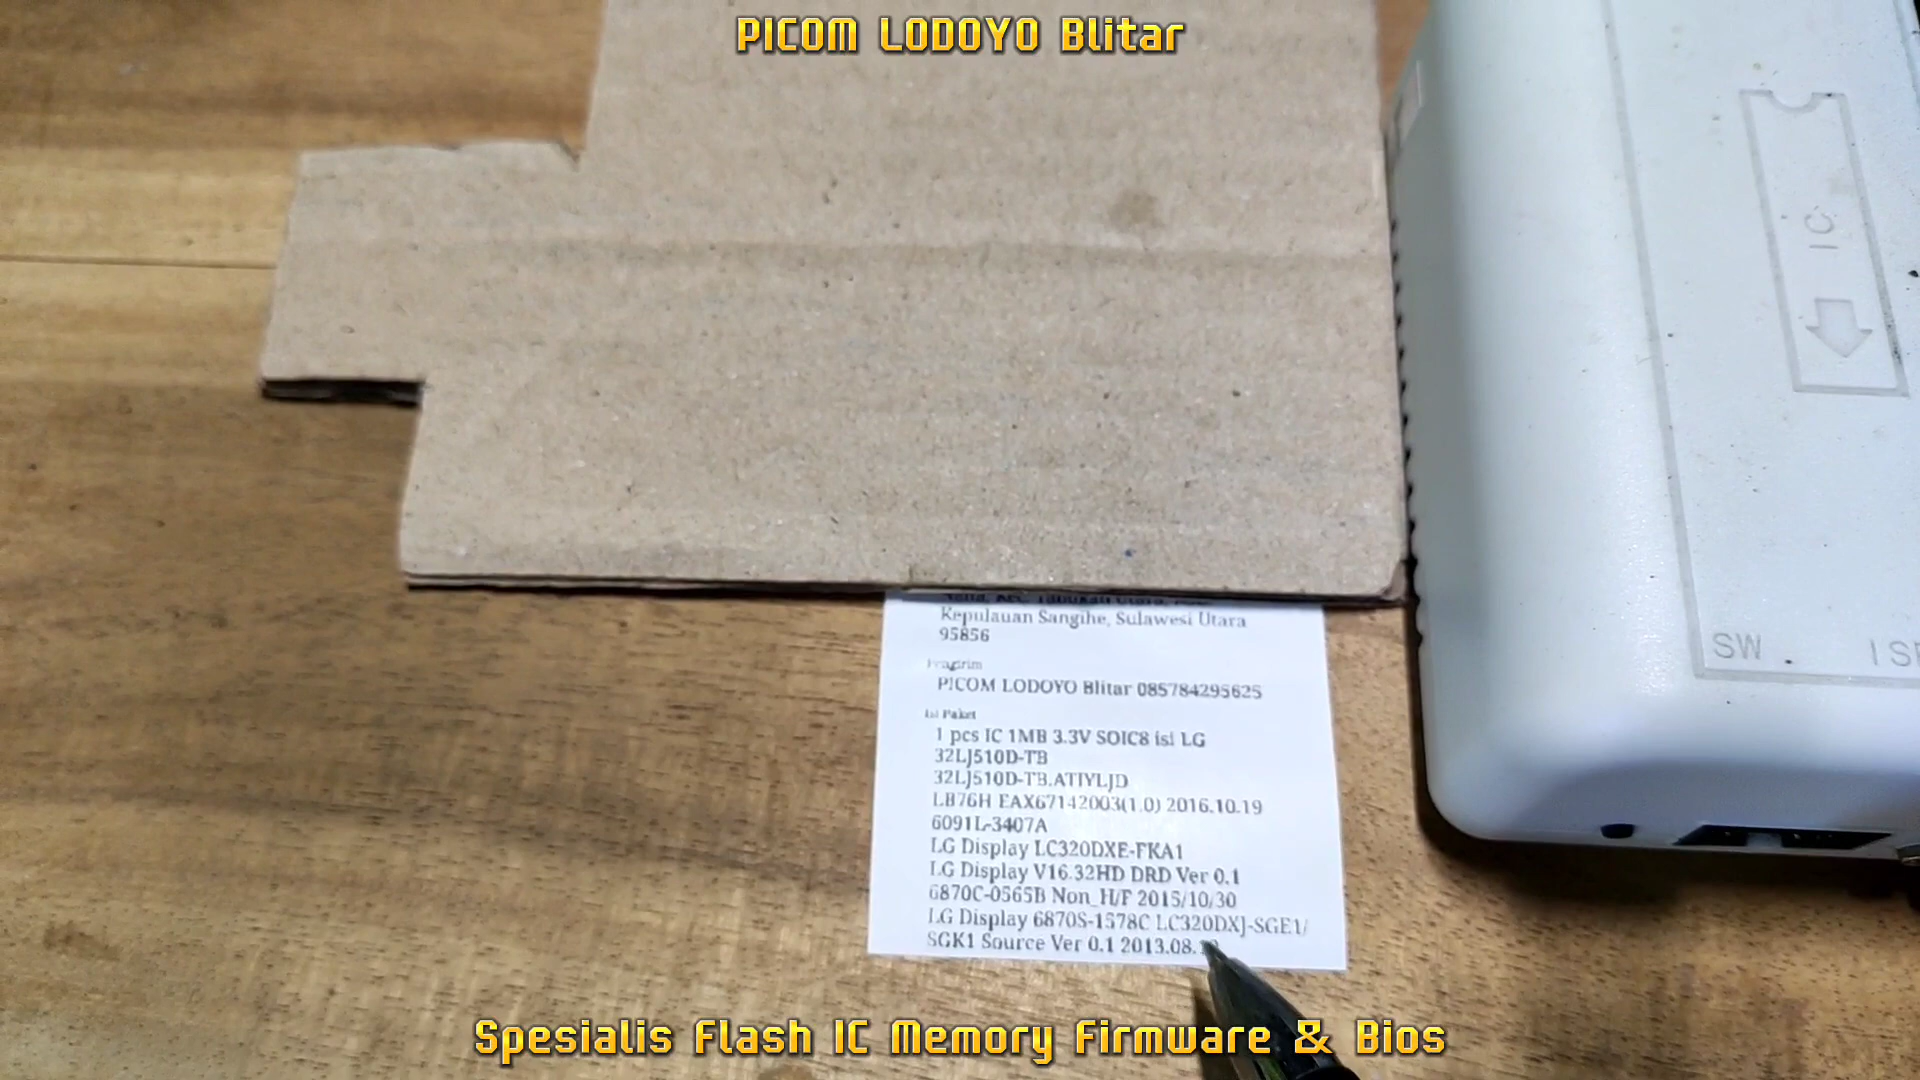 PICOM LODOYO Blitar
IC
SW
Kec. Tabukan Utara,
Kepulauan Sangihe, Sulawesi Utara
95856
Pengirim
PICOM LODOYO Blitar 085784295625
Isi Paket
1 pcs IC 1MB 3.3V SOIC8 isi LG
32LJ510D-TB
32LJ510D-TB.ATIYLJD
LB76H EAX67142003(1.0) 2016.10.19
6091L-3407A
LG Display LC320DXE-FKA1
LG Display V16.32HD DRD Ver 0.1
6870C-0565B Non_H/F 2015/10/30
LG Display 6870S-1578C LC320DXJ-SGE1/
SGK1 Source Ver 0.1 2013.08.
Spesialis Flash IC Memory Firmware & Bios